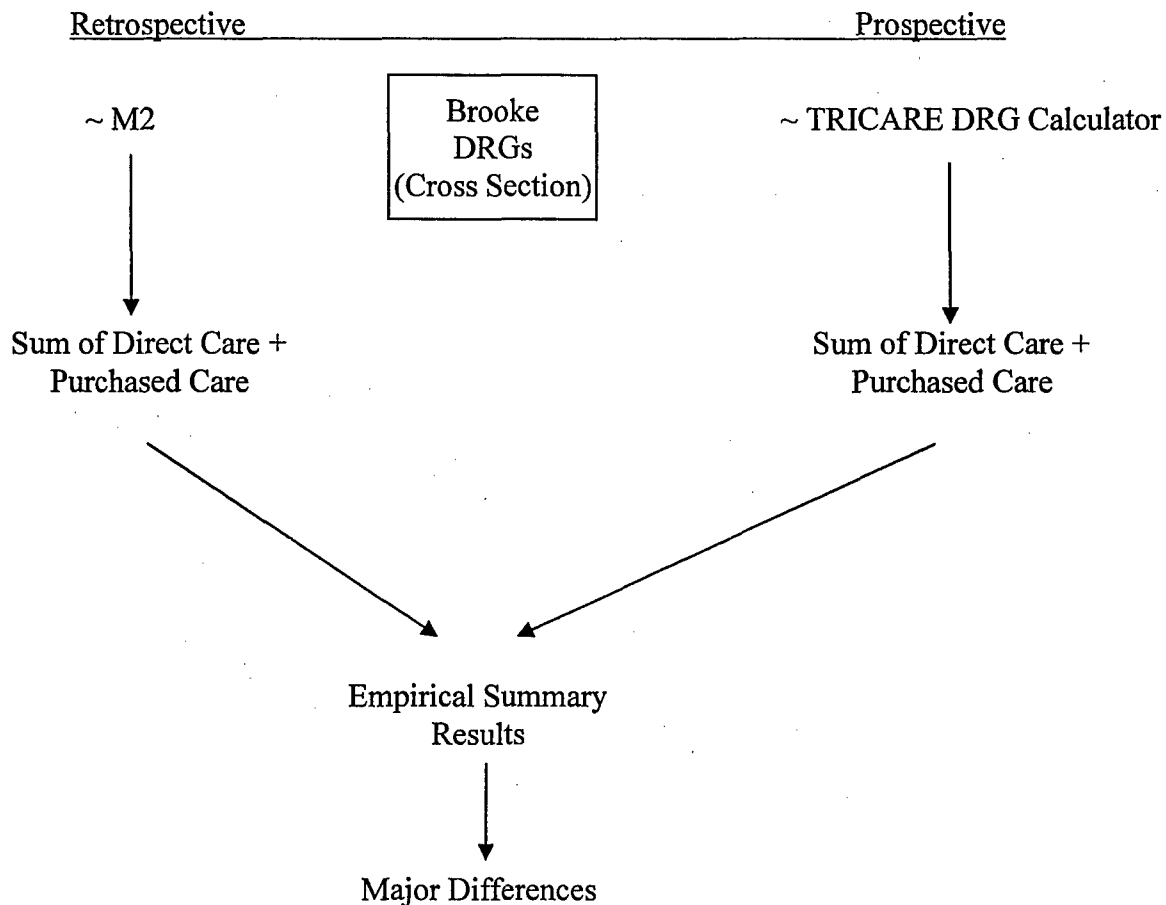 Retrospective Prospective
~ M2
Brooke
DRGs
(Cross Section)
~ TRICARE DRG Calculator
Sum of Direct Care +
Purchased Care
Sum of Direct Care +
Purchased Care
Empirical Summary
Results
Major Differences